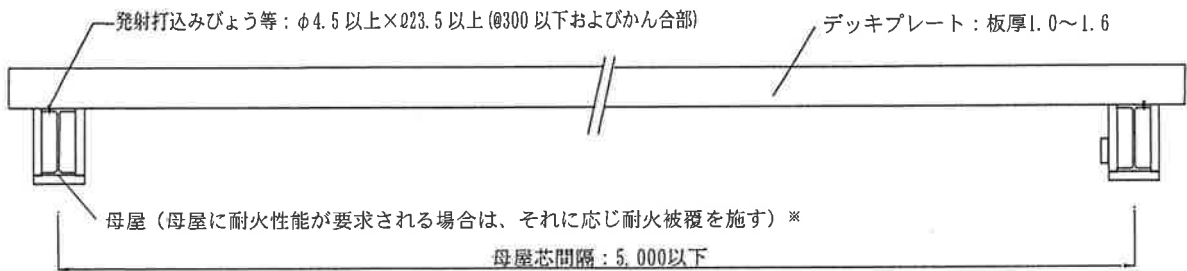 発射打込みびょう等：φ4.5以上×ℓ23.5以上(@300以下およびかん合部)
デッキプレート：板厚1.0～1.6
母屋（母屋に耐火性能が要求される場合は、それに応じ耐火被覆を施す）※
母屋芯間隔：5,000以下